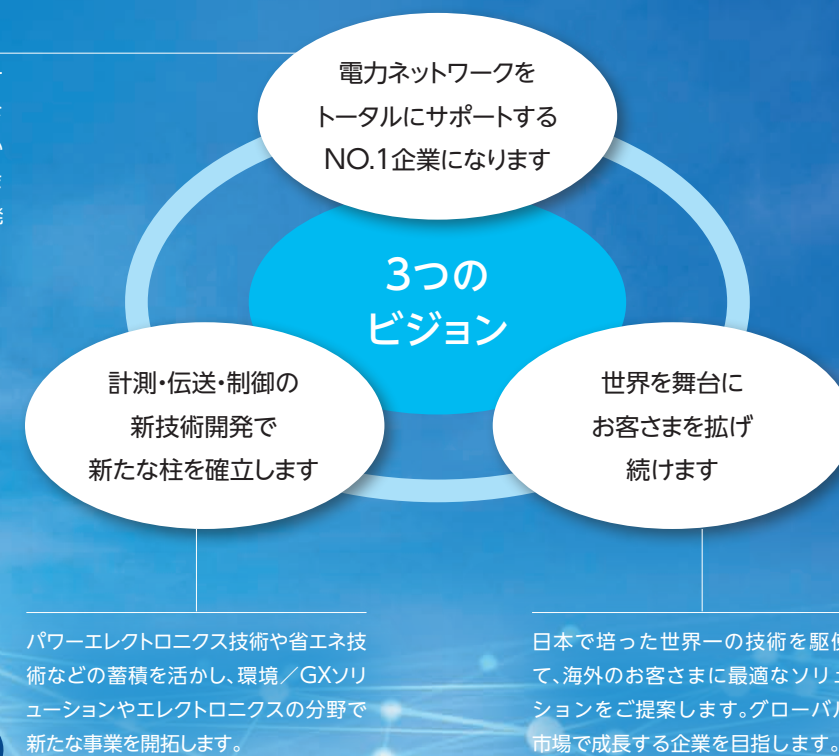 電力ネットワークを
トータルにサポートする
NO.1企業になります
3つの
ビジョン
計測・伝送・制御の
新技術開発で
新たな柱を確立します
世界を舞台に
お客さまを拡げ
続けます
パワーエレクトロニクス技術や省エネ技
術などの蓄積を活かし、環境／GXソリ
ューションやエレクトロニクスの分野で
新たな事業を開拓します。
日本で培った世界一の技術を駆使
て、海外のお客さまに最適なソリュ
ションをご提案します。グローバル
市場で成長する企業を目指します